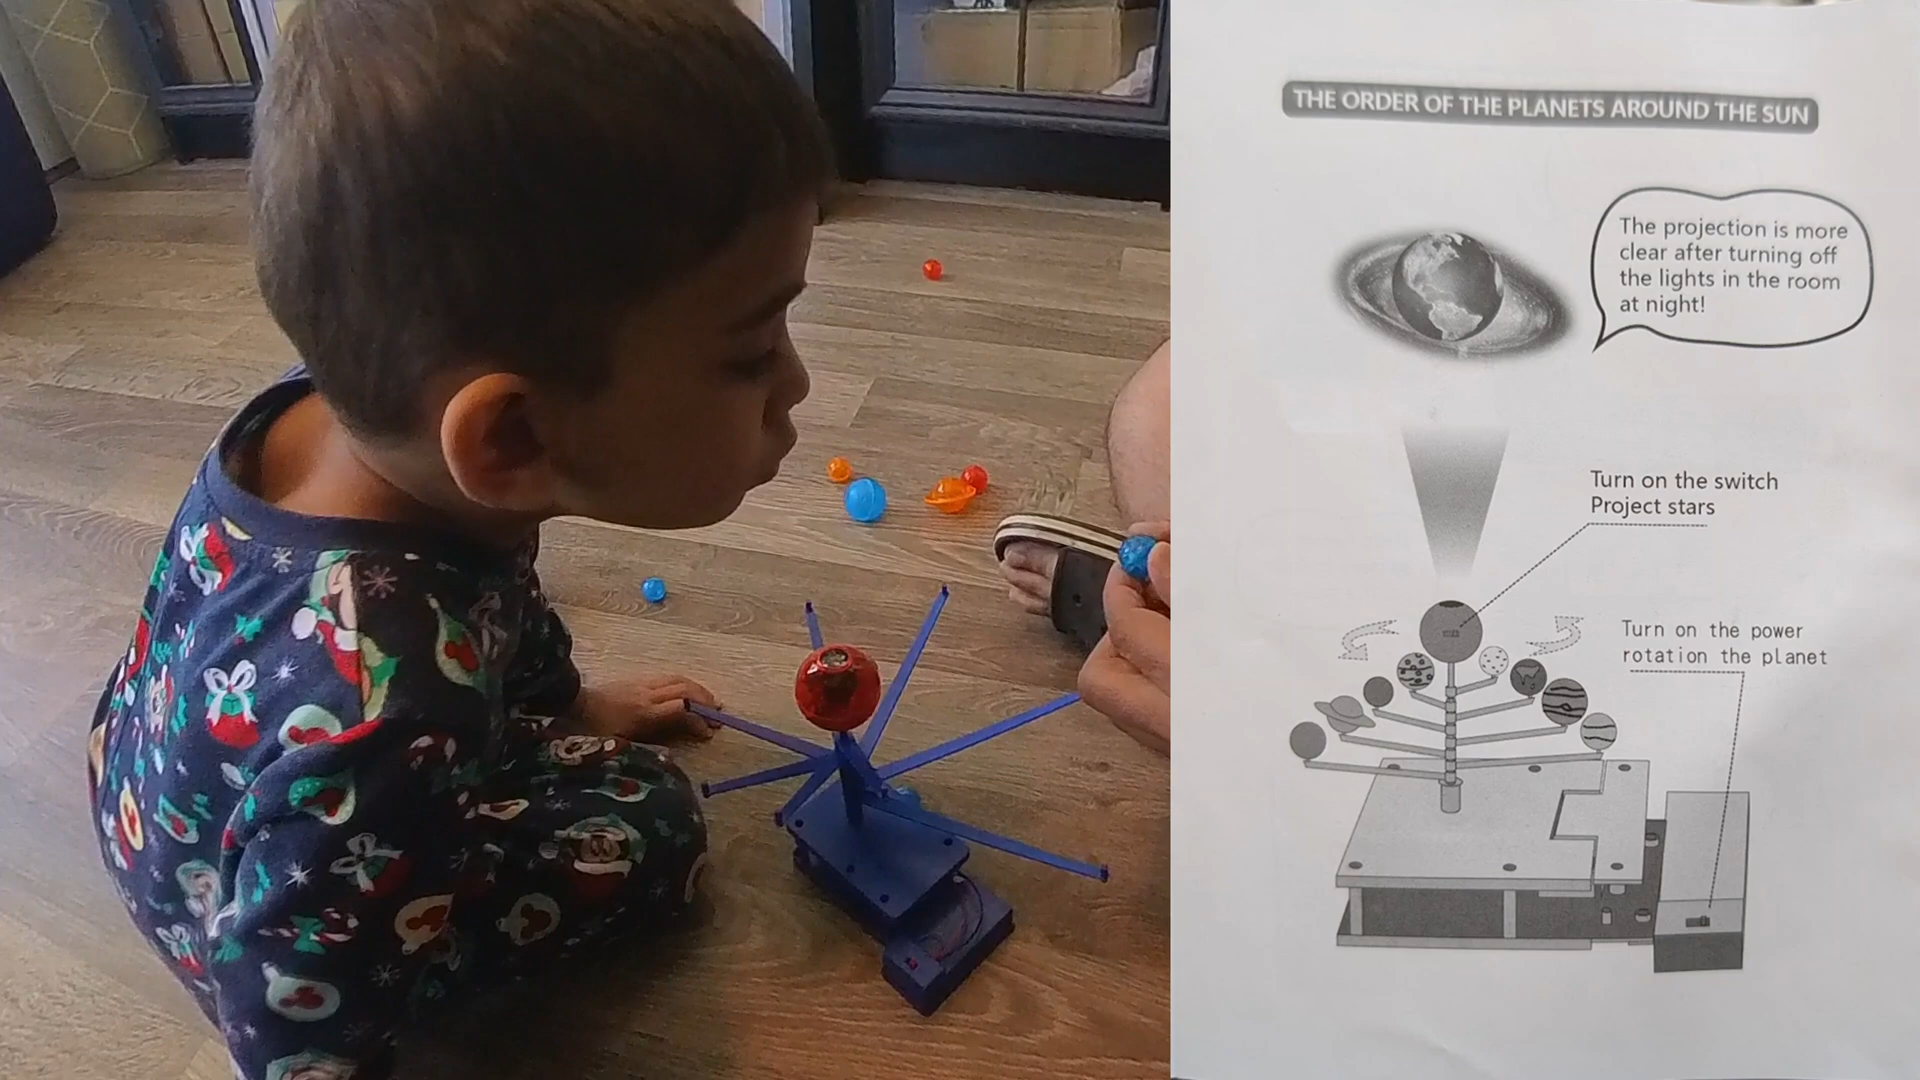 THE ORDER OF THE PLANETS AROUND THE SUN
The projection is more
clear after turning off
the lights in the room
at night!
Turn on the switch
Project stars
Turn on the power
rotation the planet